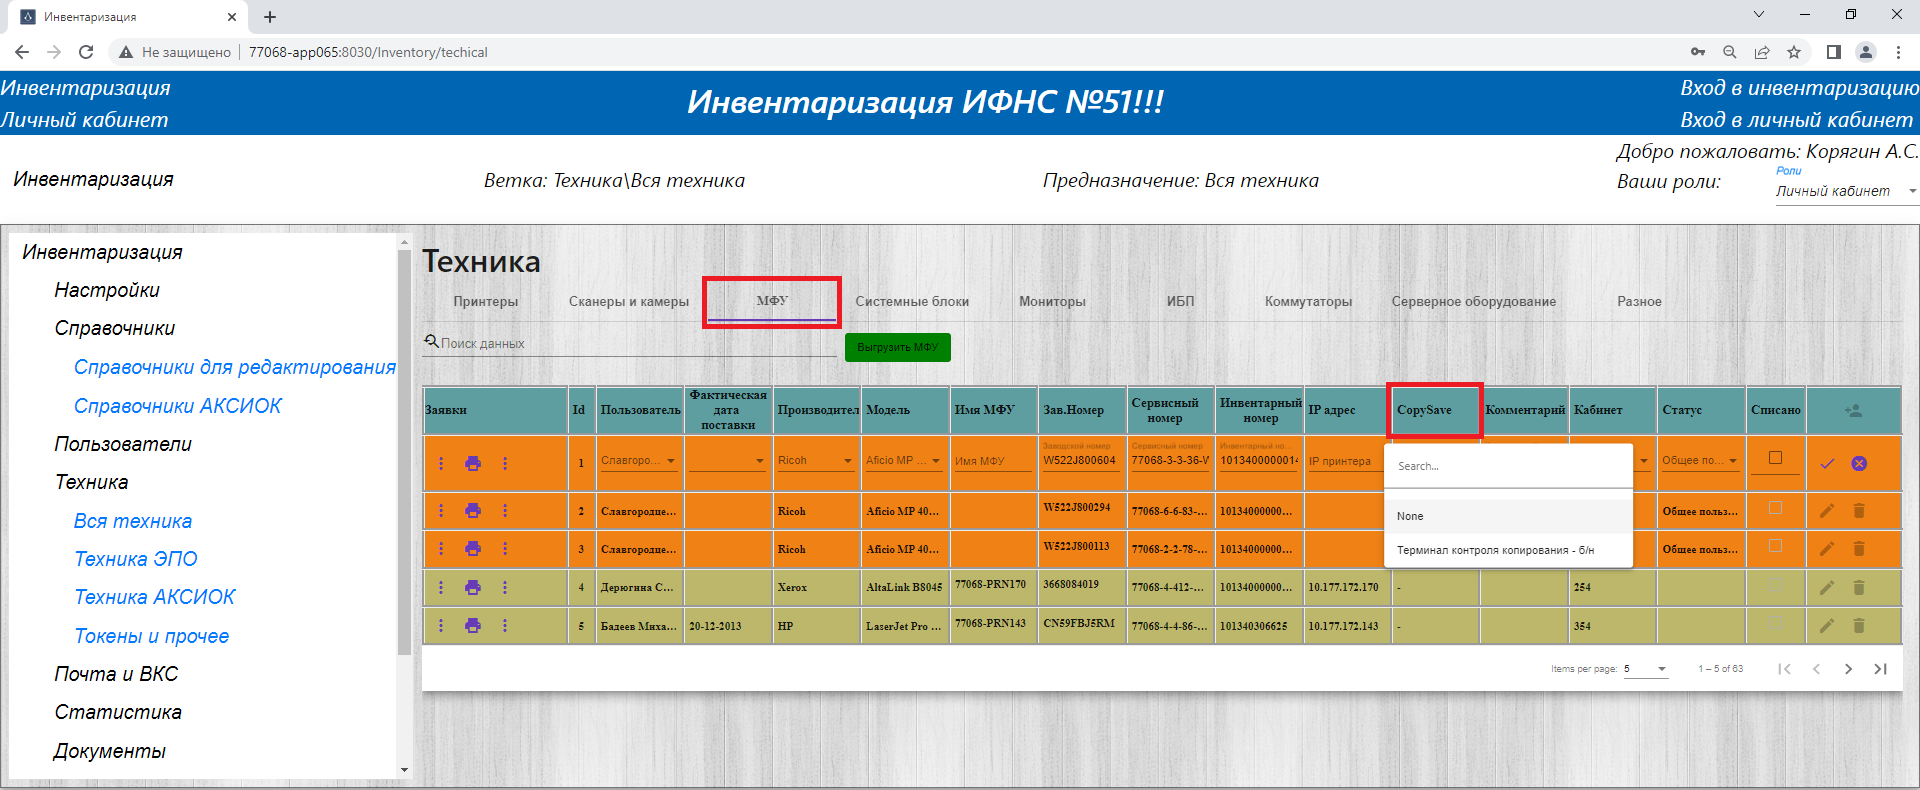 Инвентаризация
Не защищено
77068-app065:8030/Inventory/techical
Инвентаризация
Личный кабинет
Инвентаризация ИФНС №51!!!
Вход в инвентаризацию
Вход в личный кабинет
Добро пожаловать: Корягин А.С.
Инвентаризация
Ветка: Техника\Вся техника
Предназначение: Вся техника
Ваши роли:
Роли
Личный кабинет
Инвентаризация
Настройки
Справочники
Справочники для редактирования
Справочники АКСИОК
Пользователи
Техника
Вся техника
Техника ЭПО
Техника АКСИОК
Токены и прочее
Почта и ВКС
Статистика
Документы
Техника
Принтеры Сканеры и камеры МФУ Системные блоки Мониторы ИБП Коммутаторы Серверное оборудование Разное
Поиск данных
Выгрузить МФУ
Заявки Id Пользователь Фактическая дата поставки Производител Модель Имя МФУ Зав.Номер Сервисный номер Инвентарный номер IP адрес CopySave Комментарий Кабинет Статус Списано
Заводской номер Сервисный номер Инвентарный но...
1 Славгоро... Ricoh Aficio MP ... Имя МФУ W522J800604 77068-3-3-36-W 1013400000014 IP принтера Общее по...
Search...
None
Терминал контроля копирования - б/н
2 Славгородце... Ricoh Aficio MP 40... W522J800294 77068-6-6-83-... 10134000000... Общее польз...
3 Славгородце... Ricoh Aficio MP 40... W522J800113 77068-2-2-78-... 10134000000... Общее польз...
4 Дерюгина С... Xerox AltaLink B8045 77068-PRN170 3668084019 77068-4-412-... 10134000000... 10.177.172.170 - 254
5 Бадеев Миха... 20-12-2013 HP LaserJet Pro ... 77068-PRN143 CN59FBJ5RM 77068-4-4-86-... 101340306625 10.177.172.143 - 354
Items per page: 5 1 – 5 of 63